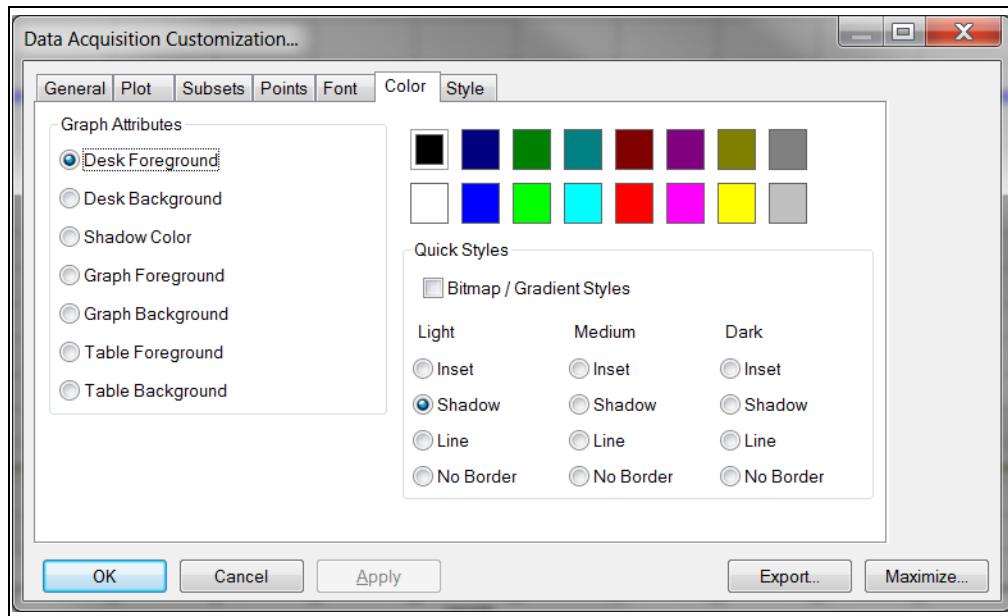 Data Acquisition Customization...
General Plot Subsets Points Font Color Style
Graph Attributes
Desk Foreground
Desk Background
Shadow Color
Graph Foreground
Graph Background
Table Foreground
Table Background
Quick Styles
Bitmap / Gradient Styles
Light Medium Dark
Inset Inset Inset
Shadow Shadow Shadow
Line Line Line
No Border No Border No Border
OK Cancel Apply Export... Maximize...